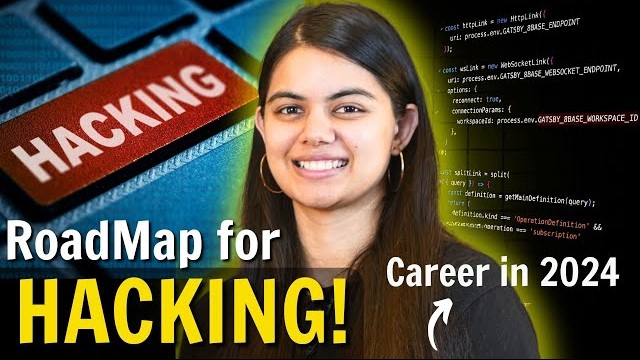 HACKING
const httpLink = new HttpLink({
uri: process.env.GATSBY_8BASE_ENDPOINT
});
const wsLink = new WebSocketLink({
uri: process.env.GATSBY_8BASE_WEBSOCKET_ENDPOINT,
options: {
reconnect: true,
connectionParams: {
workspaceId: process.env.GATSBY_8BASE_WORKSPACE_ID
},
splitLink = split(
({ query }) => {
const definition = getMainDefinition(query);
return (
definition.kind === 'OperationDefinition' &&
operation === 'subscription'
RoadMap for
HACKING!
Career in 2024